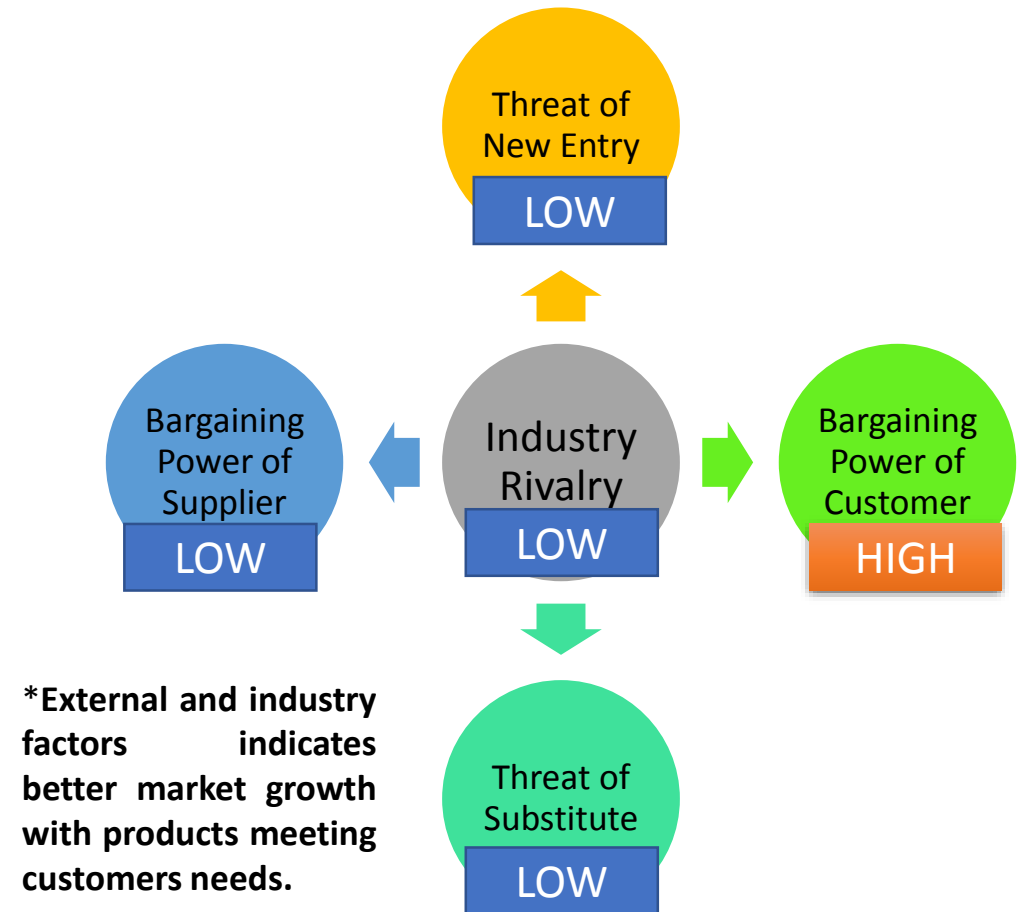 Threat of
New Entry
LOW
Bargaining
Power of
Supplier
LOW
Industry
Rivalry
LOW
Bargaining
Power of
Customer
HIGH
*External and industry
factors indicates
better market growth
with products meeting
customers needs.
Threat of
Substitute
LOW